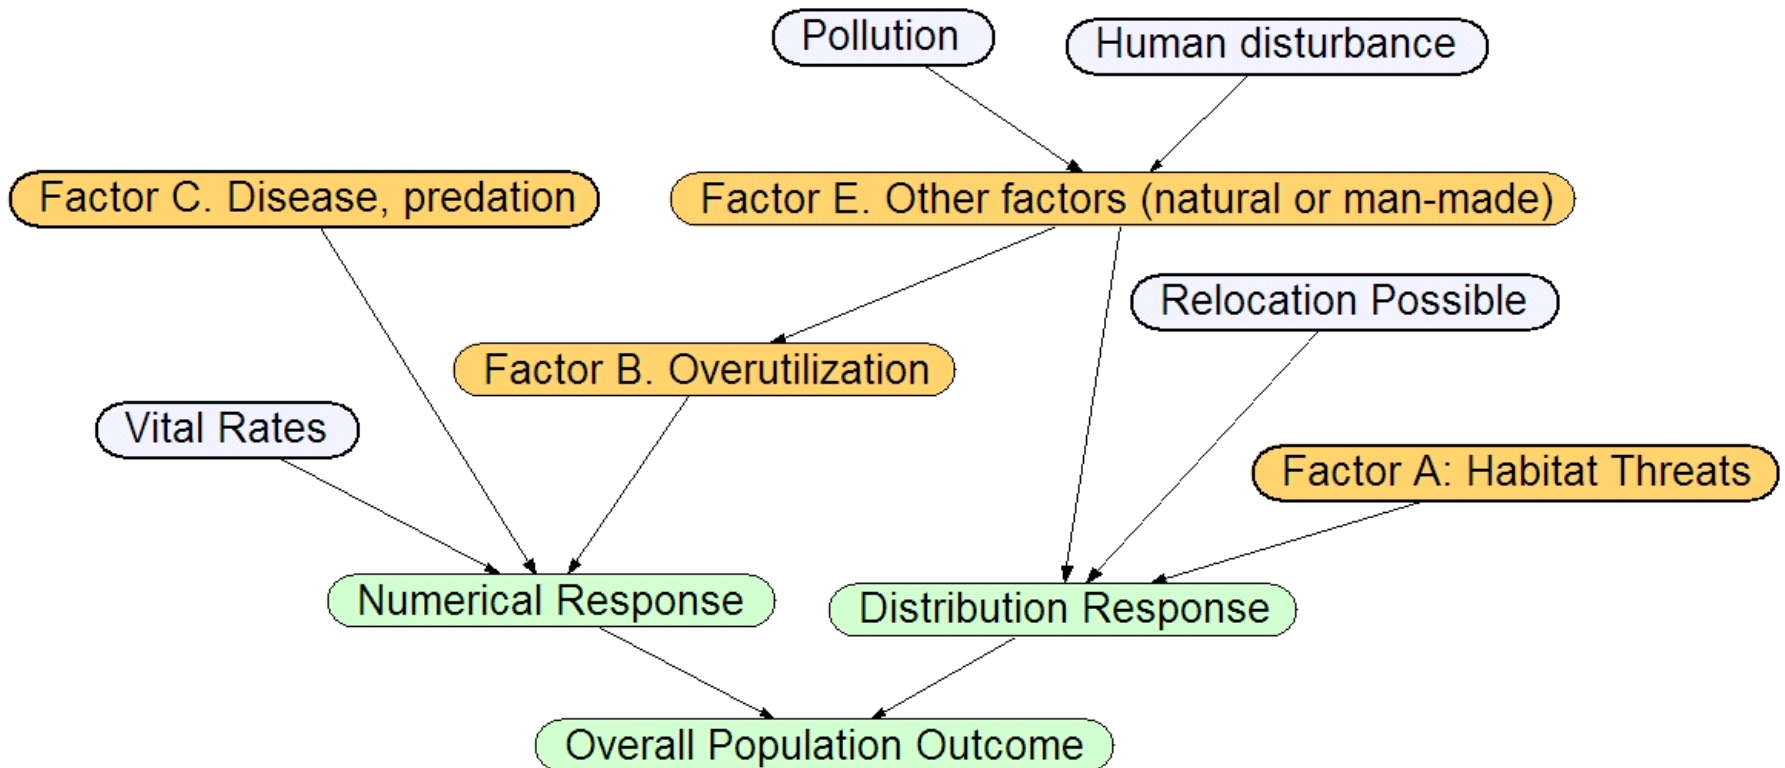 Pollution
Human disturbance
Factor C. Disease, predation
Factor E. Other factors (natural or man-made)
Relocation Possible
Factor B. Overutilization
Vital Rates
Factor A: Habitat Threats
Numerical Response
Distribution Response
Overall Population Outcome